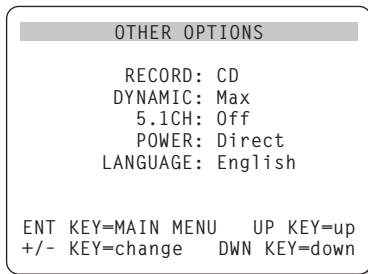 OTHER OPTIONS
RECORD: CD
DYNAMIC: Max
5.1CH: Off
POWER: Direct
LANGUAGE: English
ENT KEY=MAIN MENU UP KEY=up
+/- KEY=change DWN KEY=down